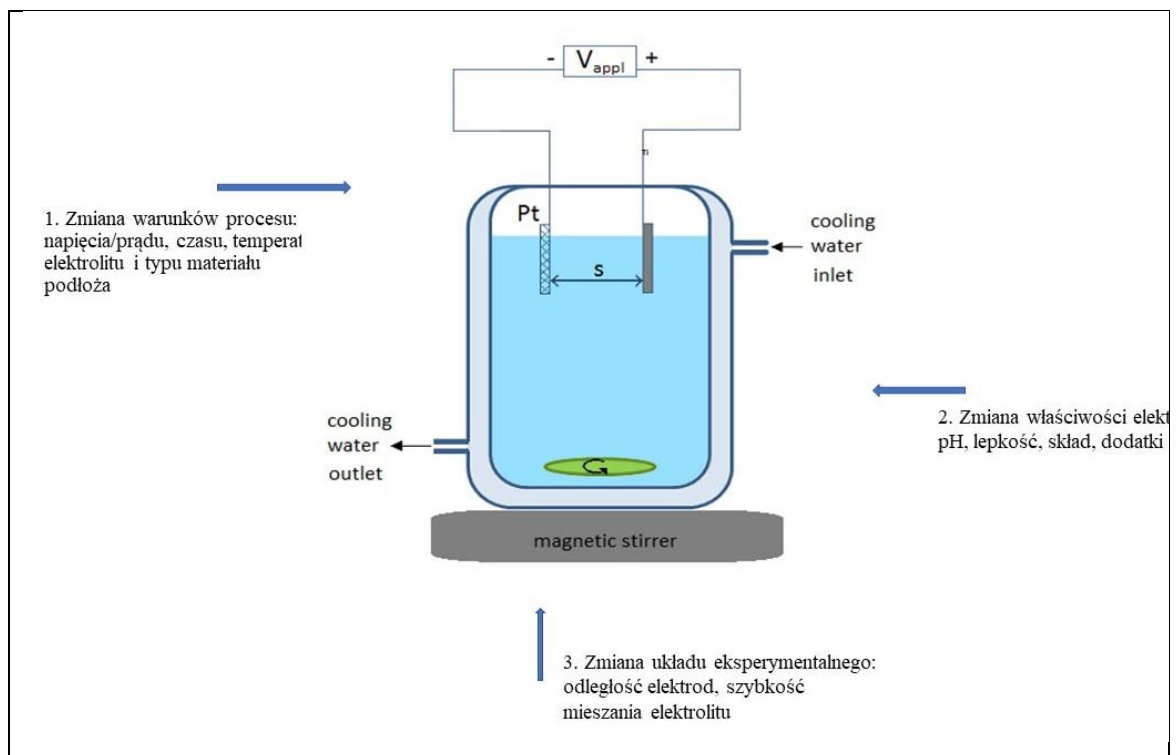 - V appl +
Ti
Pt
s
cooling
water
inlet
1. Zmiana warunków procesu:
napięcia/prądu, czasu, temperat
elektrolitu i typu materiału
podłoża
cooling
water
outlet
2. Zmiana właściwości elekt
pH, lepkość, skład, dodatki
magnetic stirrer
3. Zmiana układu eksperymentalnego:
odległość elektrod, szybkość
mieszania elektrolitu